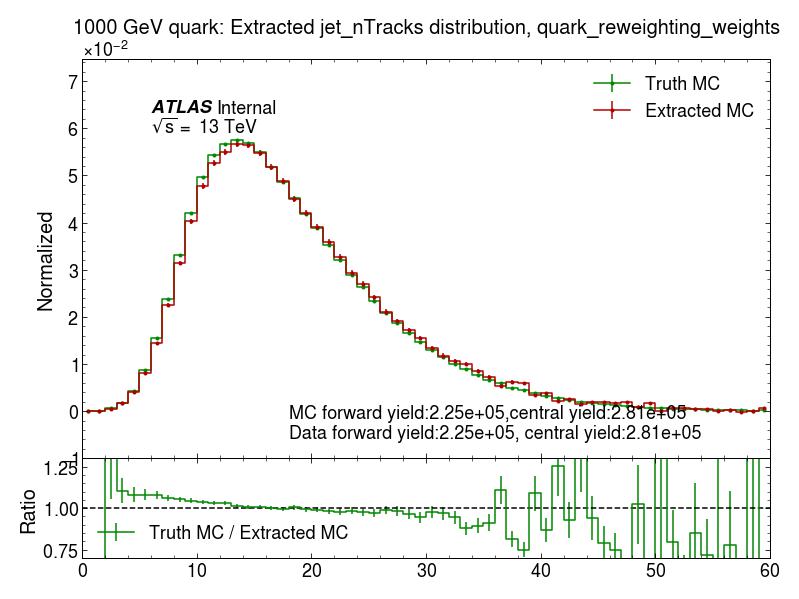 1000 GeV quark: Extracted jet_nTracks distribution, quark_reweighting_weights
×10⁻²
7
6
5
4
3
2
1
0
1
Normalized
ATLAS Internal
√s = 13 TeV
Truth MC
Extracted MC
MC forward yield:2.25e+05,central yield:2.81e+05
Data forward yield:2.25e+05, central yield:2.81e+05
1.25
1.00
0.75
Ratio
Truth MC / Extracted MC
0
10
20
30
40
50
60